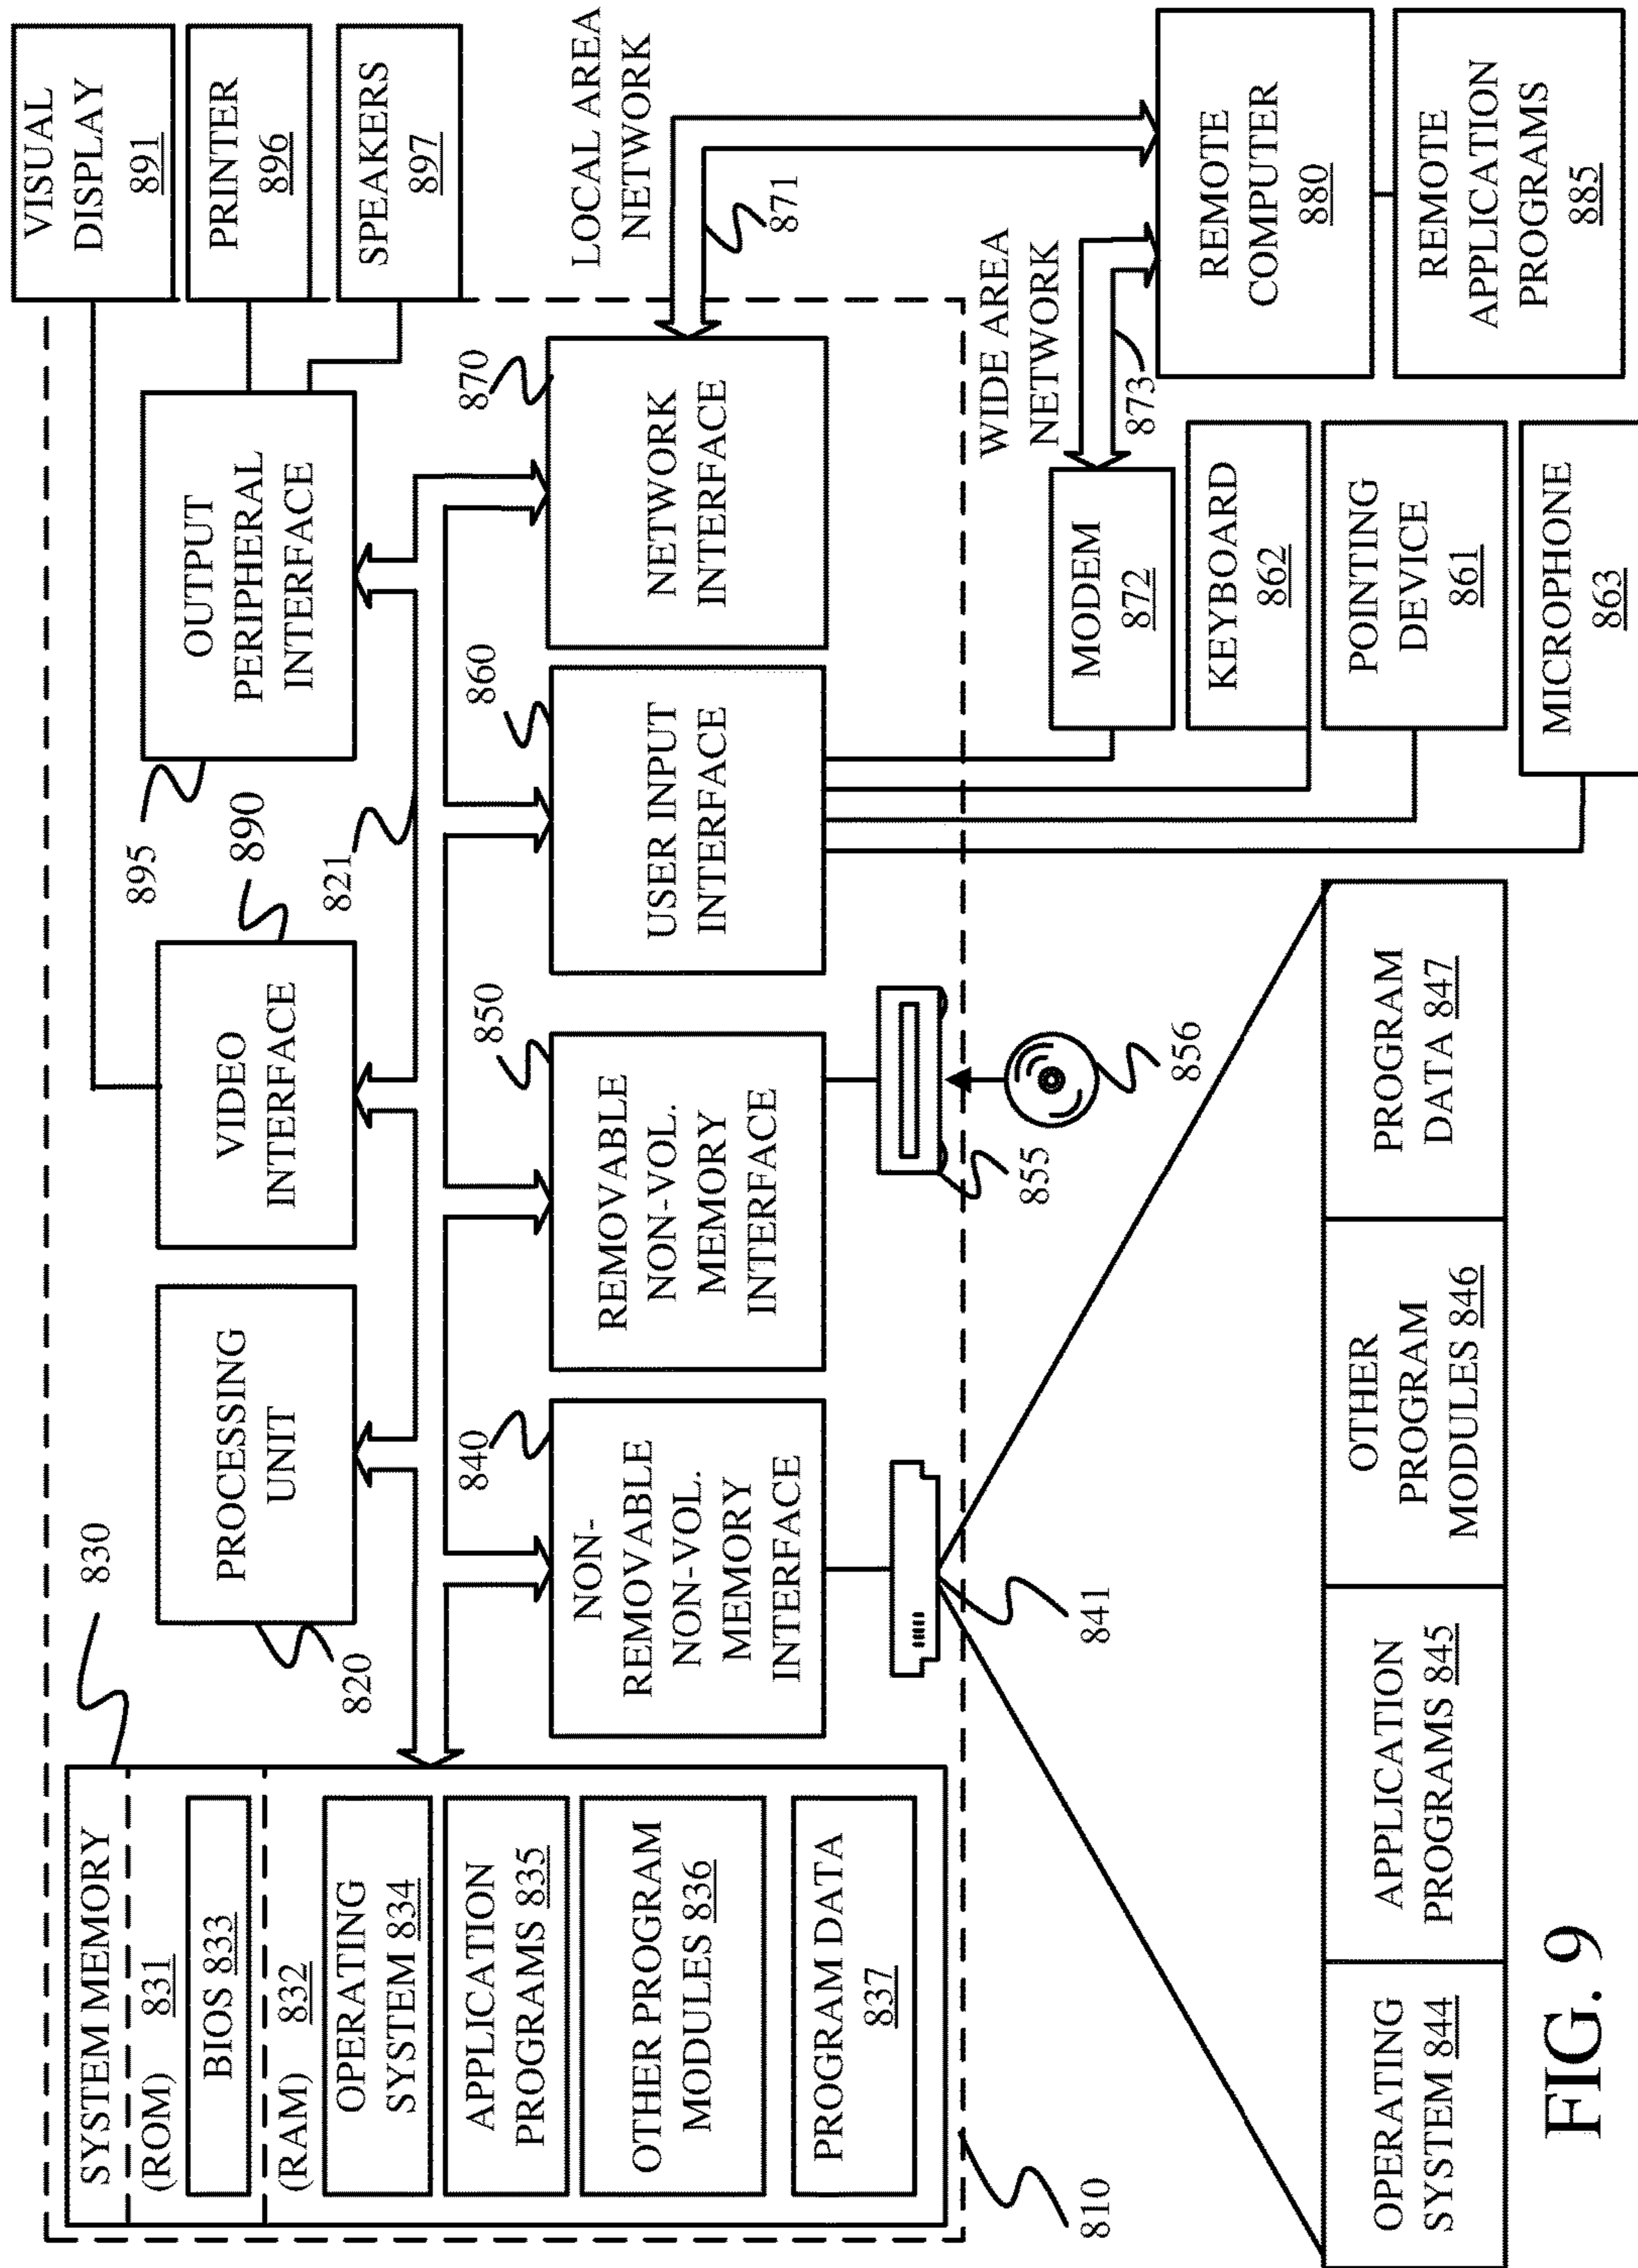 SYSTEM MEMORY
(ROM) 831
BIOS 833
(RAM) 832
OPERATING
SYSTEM 834
APPLICATION
PROGRAMS 835
OTHER PROGRAM
MODULES 836
PROGRAM DATA
837
830
PROCESSING
UNIT
820
VIDEO
INTERFACE
890
OUTPUT
PERIPHERAL
INTERFACE
895
821
VISUAL
DISPLAY
891
PRINTER
896
SPEAKERS
897
NON-
REMOVABLE
NON-VOL.
MEMORY
INTERFACE
840
REMOVABLE
NON-VOL.
MEMORY
INTERFACE
850
USER INPUT
INTERFACE
860
NETWORK
INTERFACE
870
LOCAL AREA
NETWORK
871
810
841
855
856
WIDE AREA
NETWORK
873
MODEM
872
KEYBOARD
862
POINTING
DEVICE
861
MICROPHONE
863
REMOTE
COMPUTER
880
REMOTE
APPLICATION
PROGRAMS
885
OPERATING
SYSTEM 844
APPLICATION
PROGRAMS 845
OTHER
PROGRAM
MODULES 846
PROGRAM
DATA 847
FIG. 9